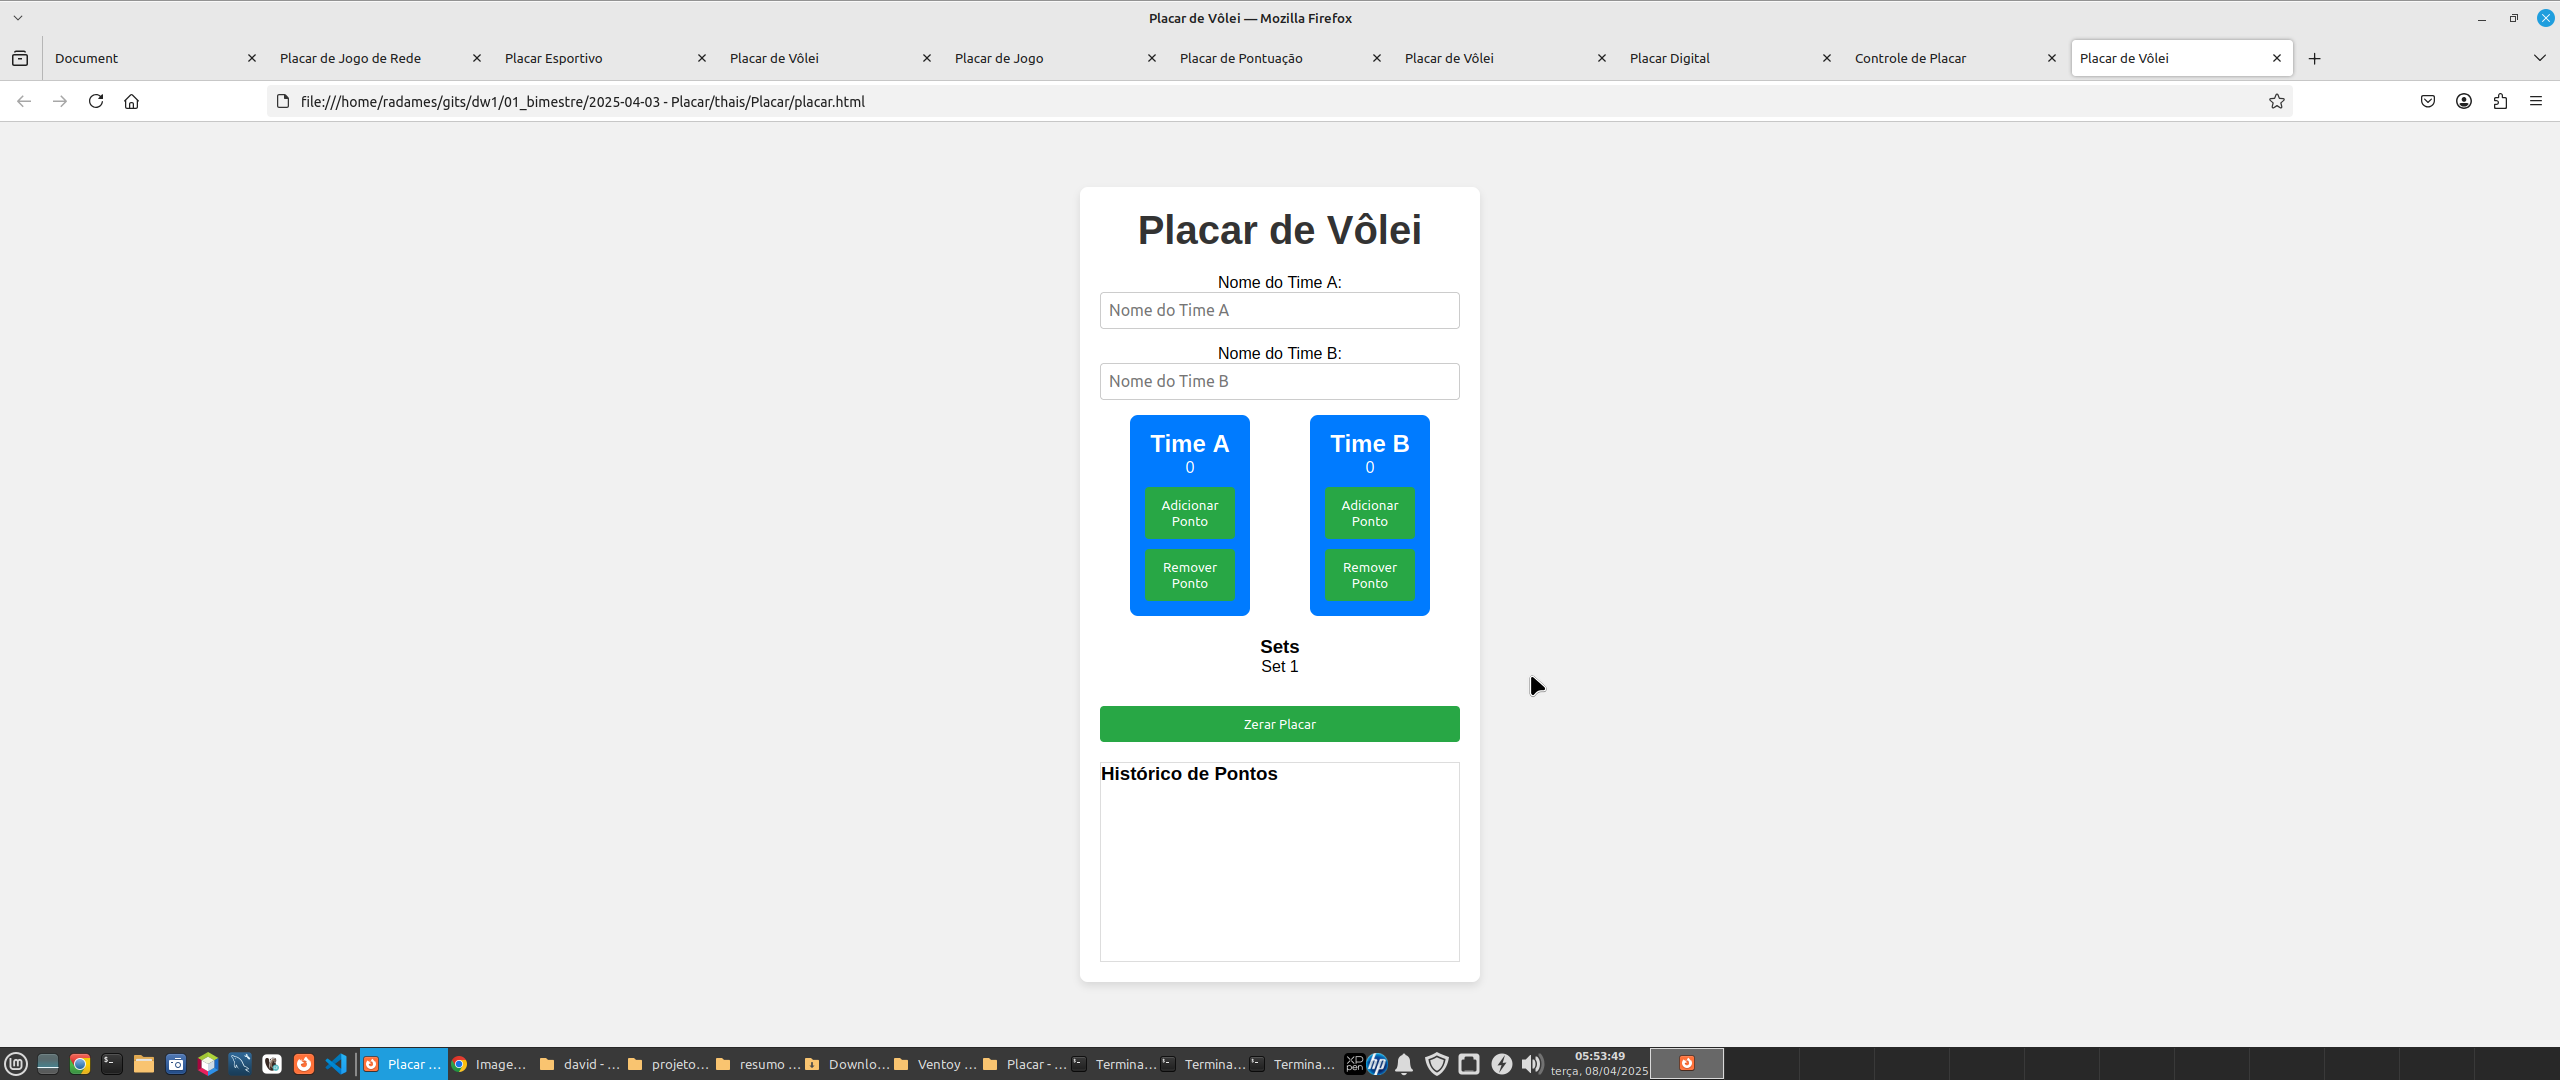 Placar de Vôlei — Mozilla Firefox
Document
Placar de Jogo de Rede
Placar Esportivo
Placar de Vôlei
Placar de Jogo
Placar de Pontuação
Placar de Vôlei
Placar Digital
Controle de Placar
Placar de Vôlei
file:///home/radames/gits/dw1/01_bimestre/2025-04-03 - Placar/thais/Placar/placar.html
Placar de Vôlei
Nome do Time A:
Nome do Time A
Nome do Time B:
Nome do Time B
Time A
0
Adicionar
Ponto
Remover
Ponto
Time B
0
Adicionar
Ponto
Remover
Ponto
Sets
Set 1
Zerar Placar
Histórico de Pontos
Placar ...
Image...
david - ...
projeto...
resumo ...
Downlo...
Ventoy ...
Placar - ...
Termina...
Termina...
Termina...
XP
pen
hp
05:53:49
terça, 08/04/2025